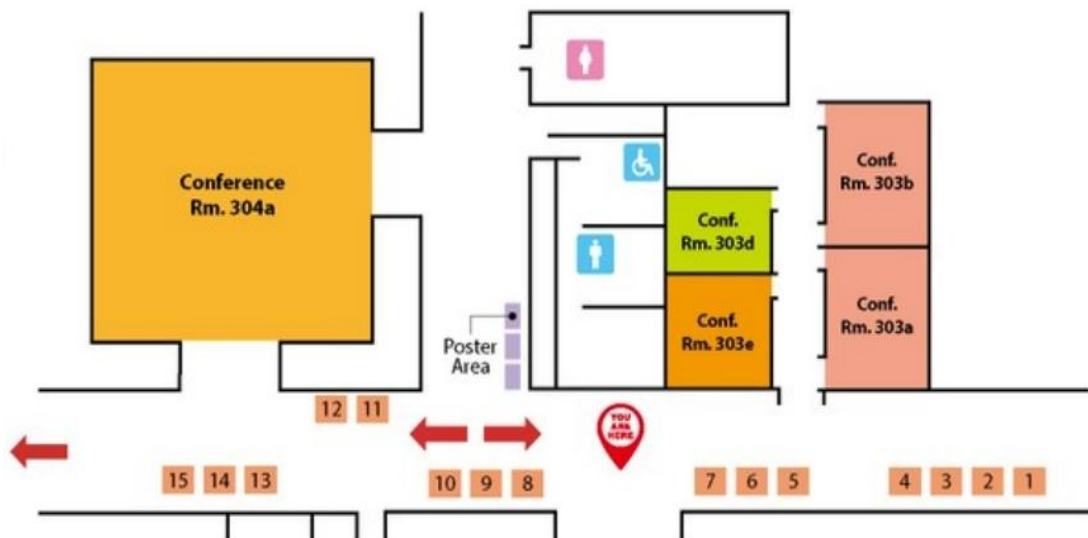 Conference
Rm. 304a
Conf.
Rm. 303b
Conf.
Rm. 303d
Conf.
Rm. 303a
Conf.
Rm. 303e
Poster
Area
12 11
YOU
ARE
HERE
15 14 13
10 9 8
7 6 5
4 3 2 1